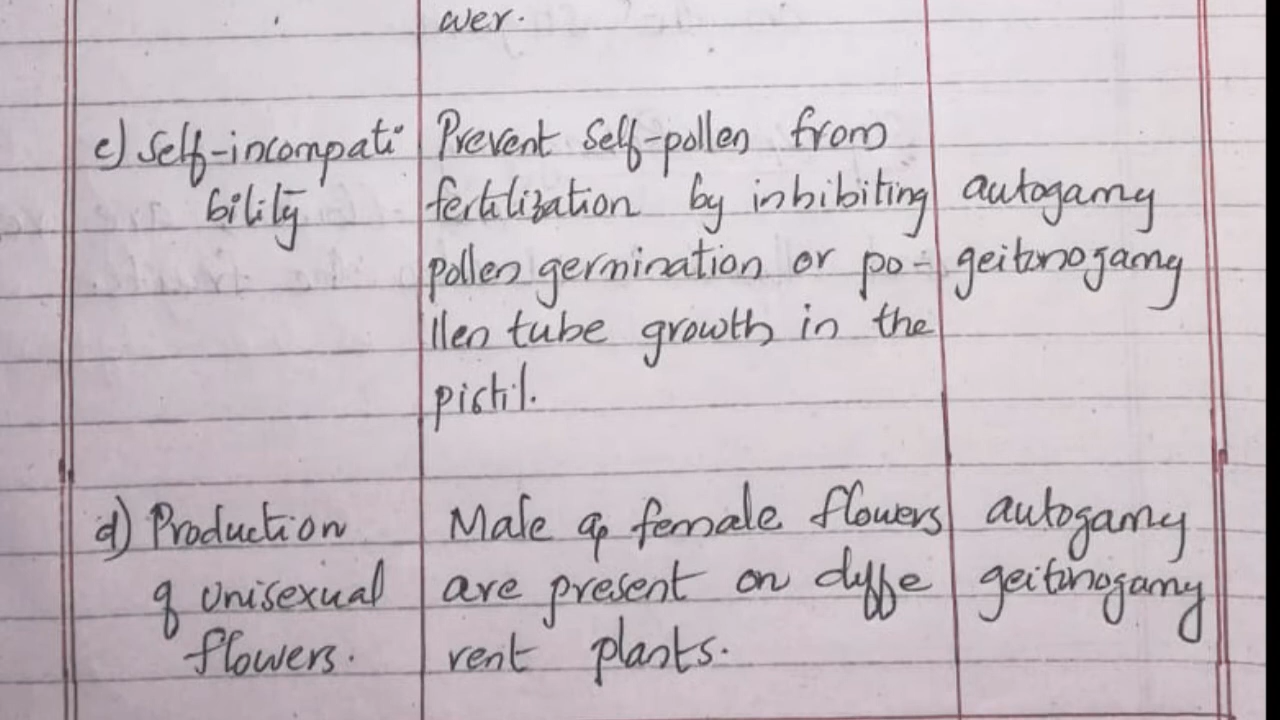 wer.
c) Self-incompati
bility
Prevent self-pollen from
fertilization by inhibiting
pollen germination or po-
llen tube growth in the
pistil.
autogamy
geitonogamy
d) Production
of unisexual
flowers.
Male & female flowers
are present on diffe
rent plants.
autogamy
geitonogamy